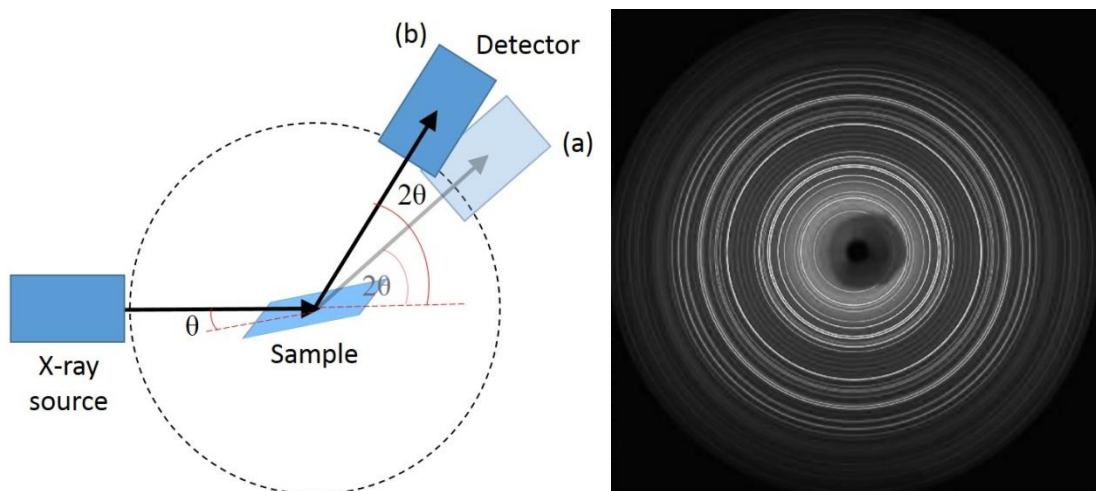 (b)
Detector
(a)
2θ
2θ
θ
Sample
X-ray
source